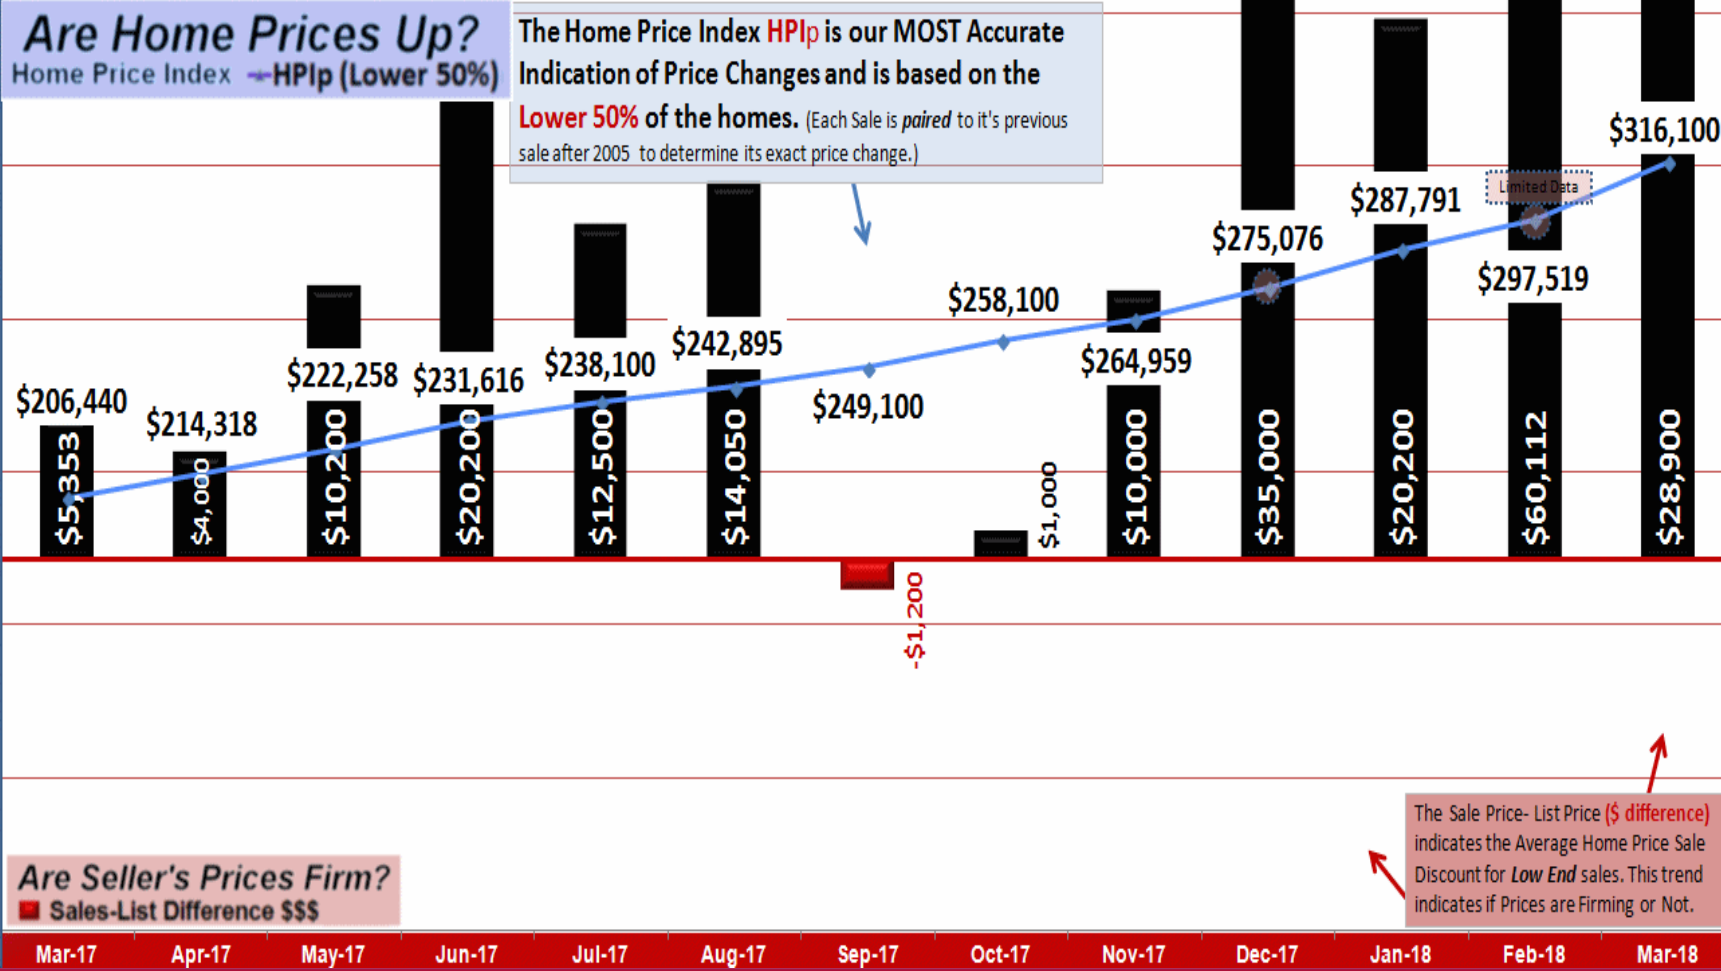 Are Home Prices Up?
Home Price Index HPIp (Lower 50%)
The Home Price Index HPIp is our MOST Accurate
Indication of Price Changes and is based on the
Lower 50% of the homes. (Each Sale is paired to it's previous
sale after 2005 to determine its exact price change.)
$206,440
$214,318
$222,258
$231,616
$238,100
$242,895
$249,100
$258,100
$264,959
$275,076
$287,791
Limited Data
$297,519
$316,100
$5,353
$4,000
$10,200
$20,200
$12,500
$14,050
-$1,200
$1,000
$10,000
$35,000
$20,200
$60,112
$28,900
The Sale Price- List Price ($ difference)
indicates the Average Home Price Sale
Discount for Low End sales. This trend
indicates if Prices are Firming or Not.
Are Seller's Prices Firm?
Sales-List Difference $$$
Mar-17 Apr-17 May-17 Jun-17 Jul-17 Aug-17 Sep-17 Oct-17 Nov-17 Dec-17 Jan-18 Feb-18 Mar-18